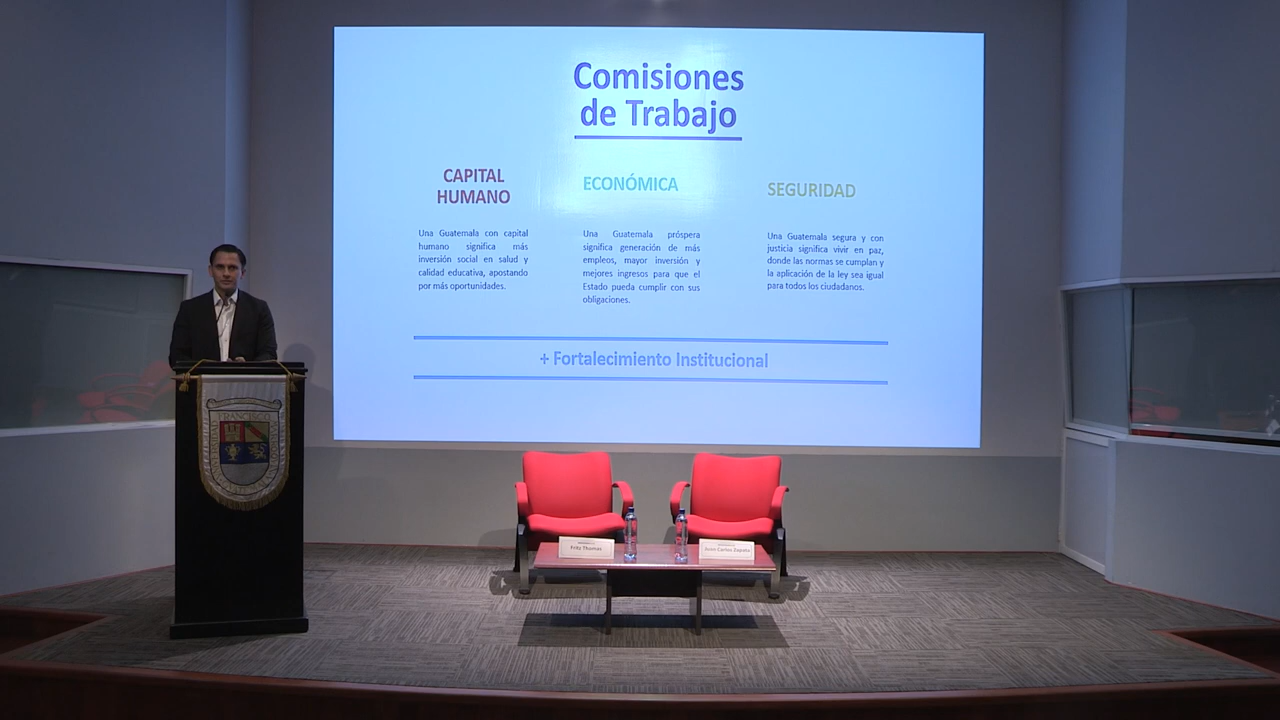 Comisiones
de Trabajo
CAPITAL
HUMANO
Una Guatemala con capital
humano significa más
inversión social en salud y
calidad educativa, apostando
por más oportunidades.
ECONÓMICA
Una Guatemala próspera
significa generación de más
empleos, mayor inversión y
mejores ingresos para que el
Estado pueda cumplir con sus
obligaciones.
SEGURIDAD
Una Guatemala segura y con
justicia significa vivir en paz,
donde las normas se cumplan y
la aplicación de la ley sea igual
para todos los ciudadanos.
+ Fortalecimiento Institucional
FRANCISCO
Fritz Thomas
Juan Carlos Zapata